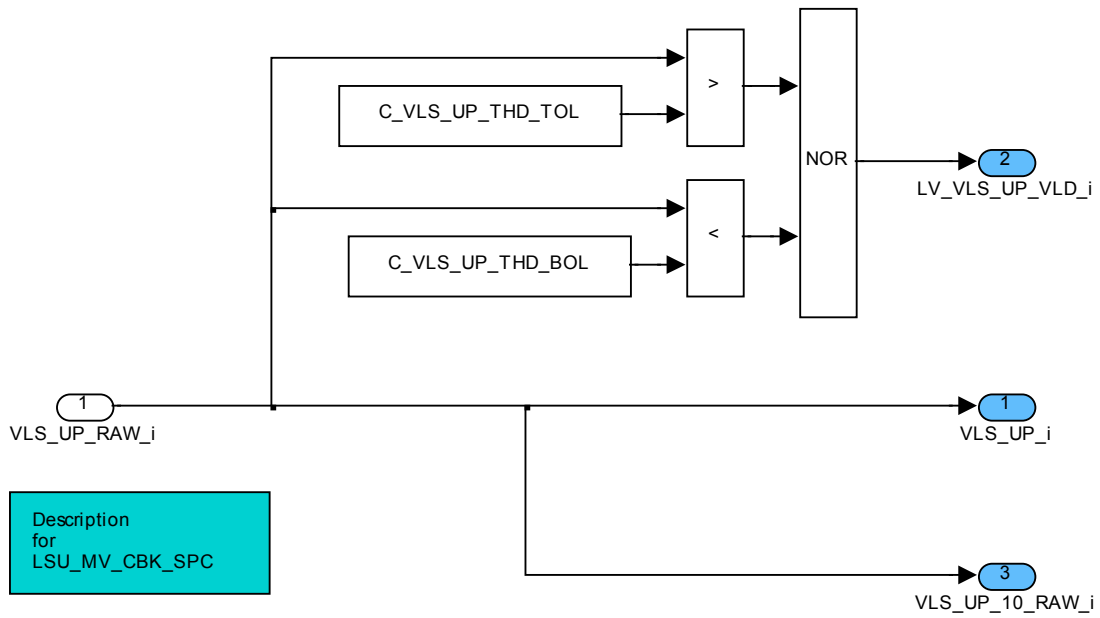 >
C_VLS_UP_THD_TOL
NOR
2
LV_VLS_UP_VLD_i
<
C_VLS_UP_THD_BOL
1
VLS_UP_RAW_i
1
VLS_UP_i
Description
for
LSU_MV_CBK_SPC
3
VLS_UP_10_RAW_i